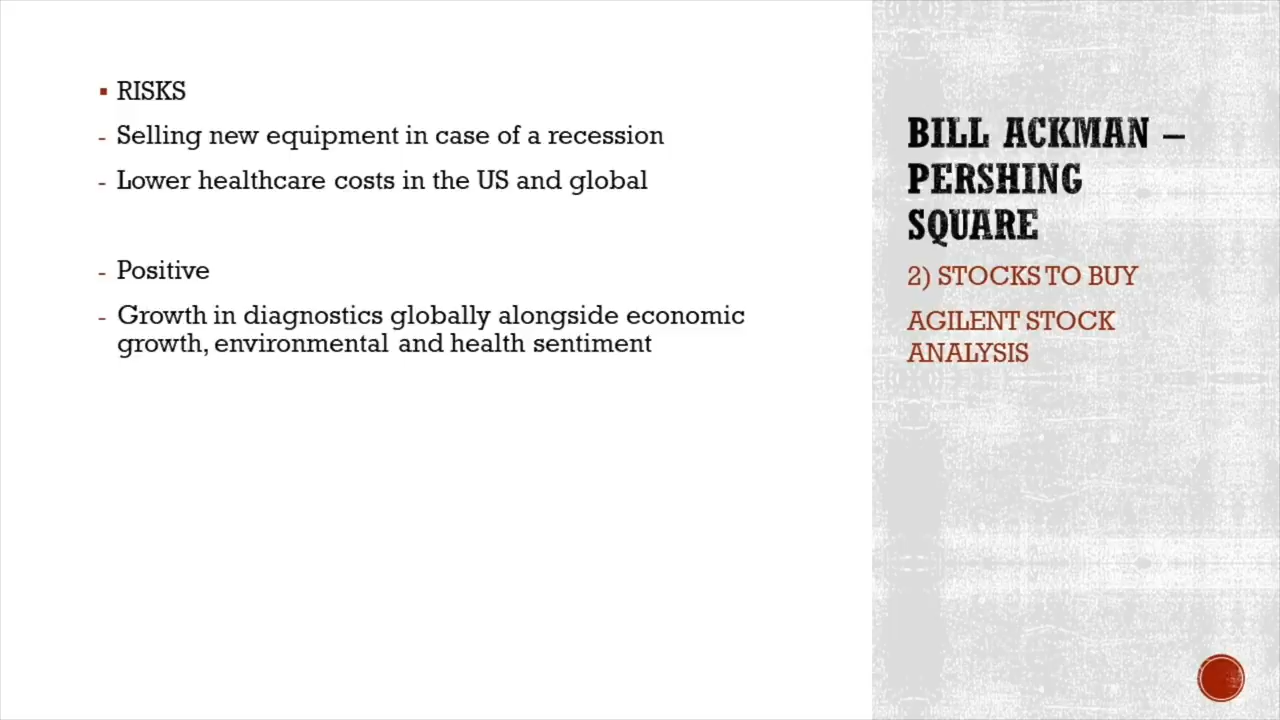 ▪ RISKS
- Selling new equipment in case of a recession
- Lower healthcare costs in the US and global
- Positive
- Growth in diagnostics globally alongside economic
growth, environmental and health sentiment
BILL ACKMAN –
PERSHING
SQUARE
2) STOCKS TO BUY
AGILENT STOCK
ANALYSIS